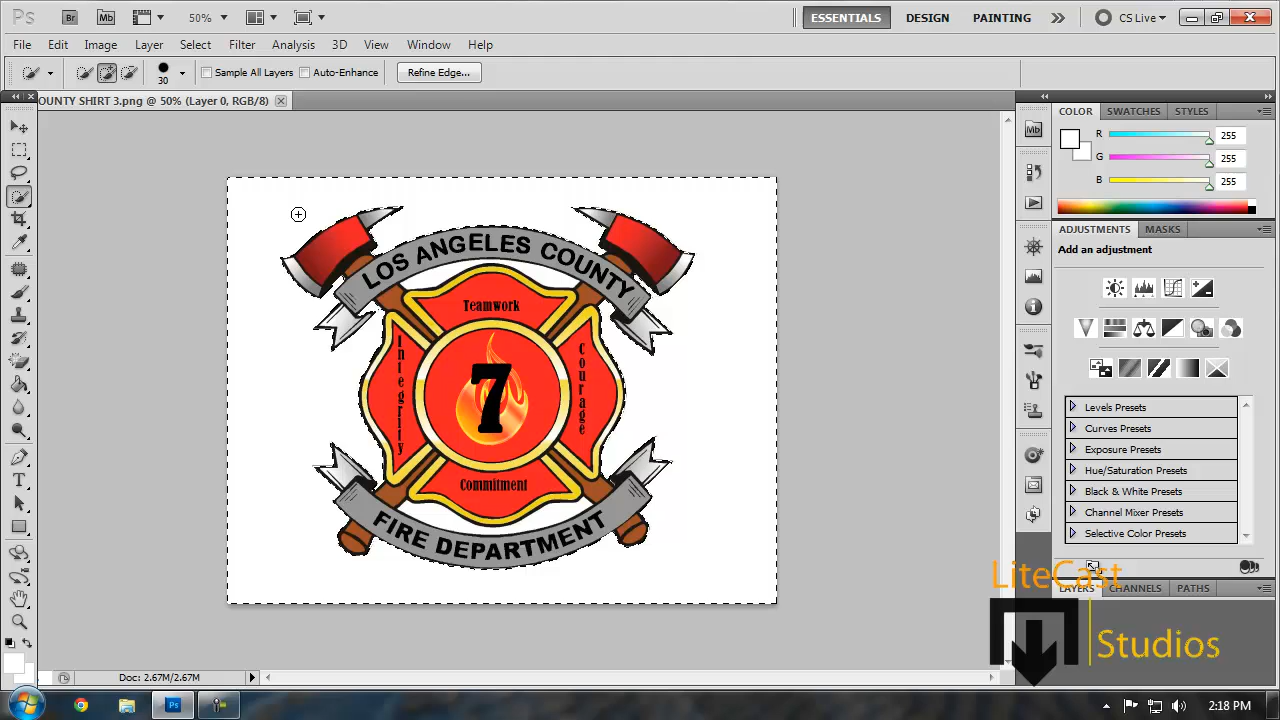 Ps Br Mb 50% ESSENTIALS DESIGN PAINTING CS Live
File Edit Image Layer Select Filter Analysis 3D View Window Help
30 Sample All Layers Auto-Enhance Refine Edge...
OUNTY SHIRT 3.png @ 50% (Layer 0, RGB/8)
COLOR SWATCHES STYLES
Mb
R 255
G 255
B 255
ADJUSTMENTS MASKS
Add an adjustment
LOS ANGELES COUNTY
Teamwork
Integrity
7
Courage
Commitment
FIRE DEPARTMENT
Levels Presets
Curves Presets
Exposure Presets
Hue/Saturation Presets
Black & White Presets
Channel Mixer Presets
Selective Color Presets
LiteCast
LAYERS CHANNELS PATHS
Studios
Doc: 2.67M/2.67M
Ps
2:18 PM